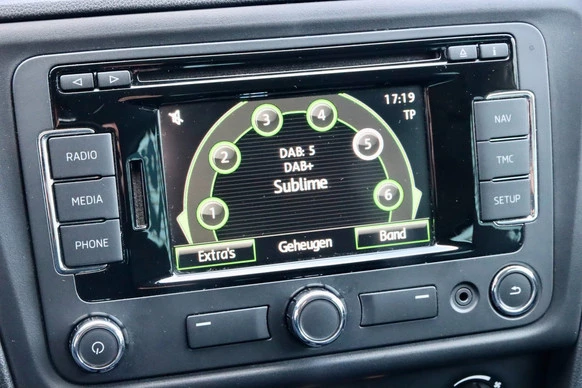 i
RADIO
MEDIA
PHONE
17:19
TP
1
2
3
4
5
6
DAB: 5
DAB+
Sublime
Extra's
Geheugen
Band
NAV
TMC
SETUP